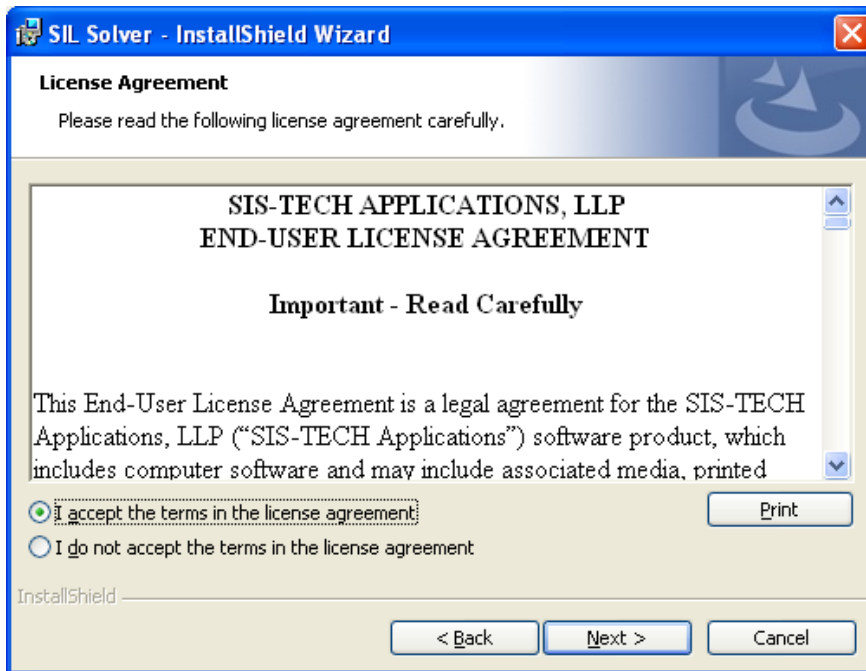 SIL Solver - InstallShield Wizard
License Agreement
Please read the following license agreement carefully.
SIS-TECH APPLICATIONS, LLP
END-USER LICENSE AGREEMENT
Important - Read Carefully
This End-User License Agreement is a legal agreement for the SIS-TECH
Applications, LLP (“SIS-TECH Applications”) software product, which
includes computer software and may include associated media, printed
I accept the terms in the license agreement
Print
I do not accept the terms in the license agreement
InstallShield
< Back
Next >
Cancel